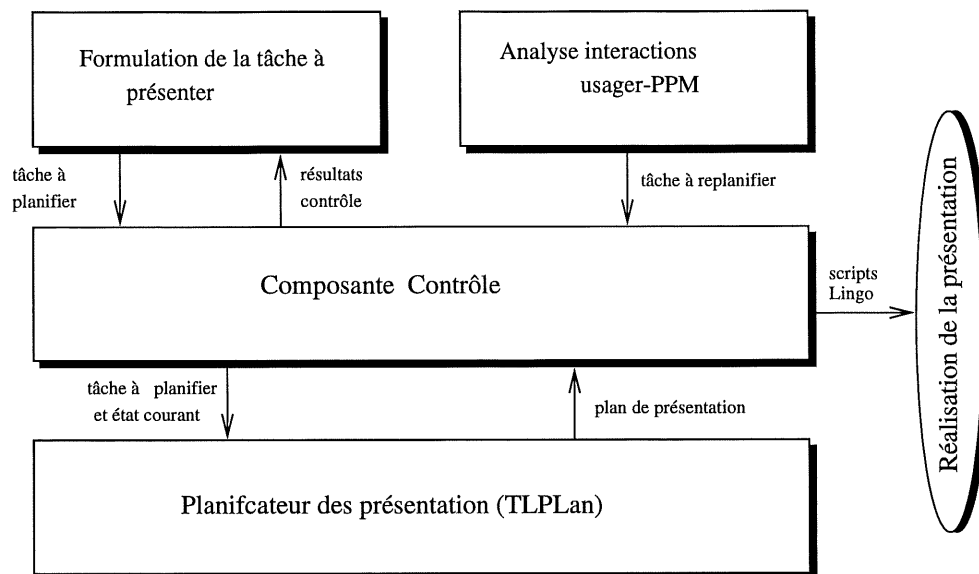 Formulation de la tâche à
présenter
Analyse interactions
usager-PPM
tâche à
planifier
résultats
contrôle
tâche à replanifier
Composante Contrôle
scripts
Lingo
Réalisation de la présentation
tâche à planifier
et état courant
plan de présentation
Planifcateur des présentation (TLPLan)